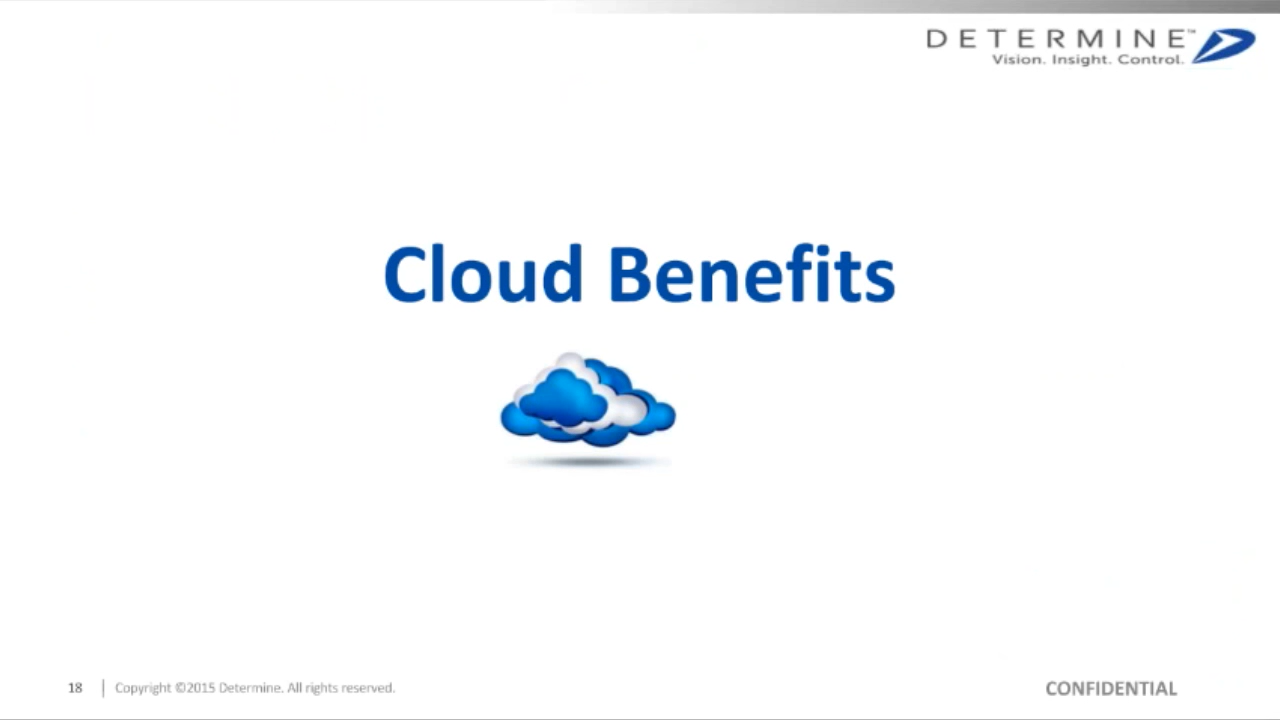 DETERMINE™
Vision. Insight. Control.
Cloud Benefits
18 | Copyright ©2015 Determine. All rights reserved.
CONFIDENTIAL